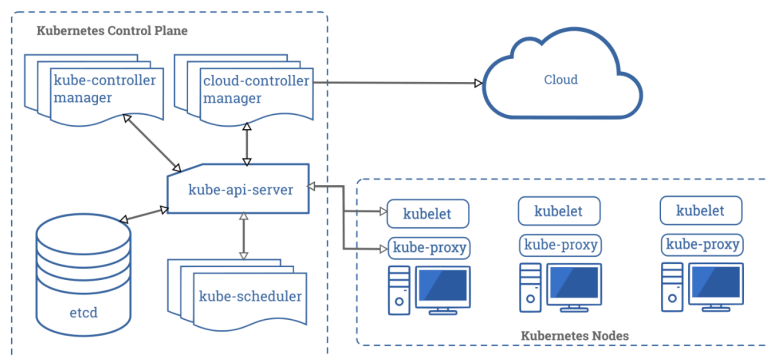 Kubernetes Control Plane
kube-controller
manager
cloud-controller
manager
Cloud
kube-api-server
kubelet
kubelet
kubelet
kube-proxy
kube-proxy
kube-proxy
etcd
kube-scheduler
Kubernetes Nodes